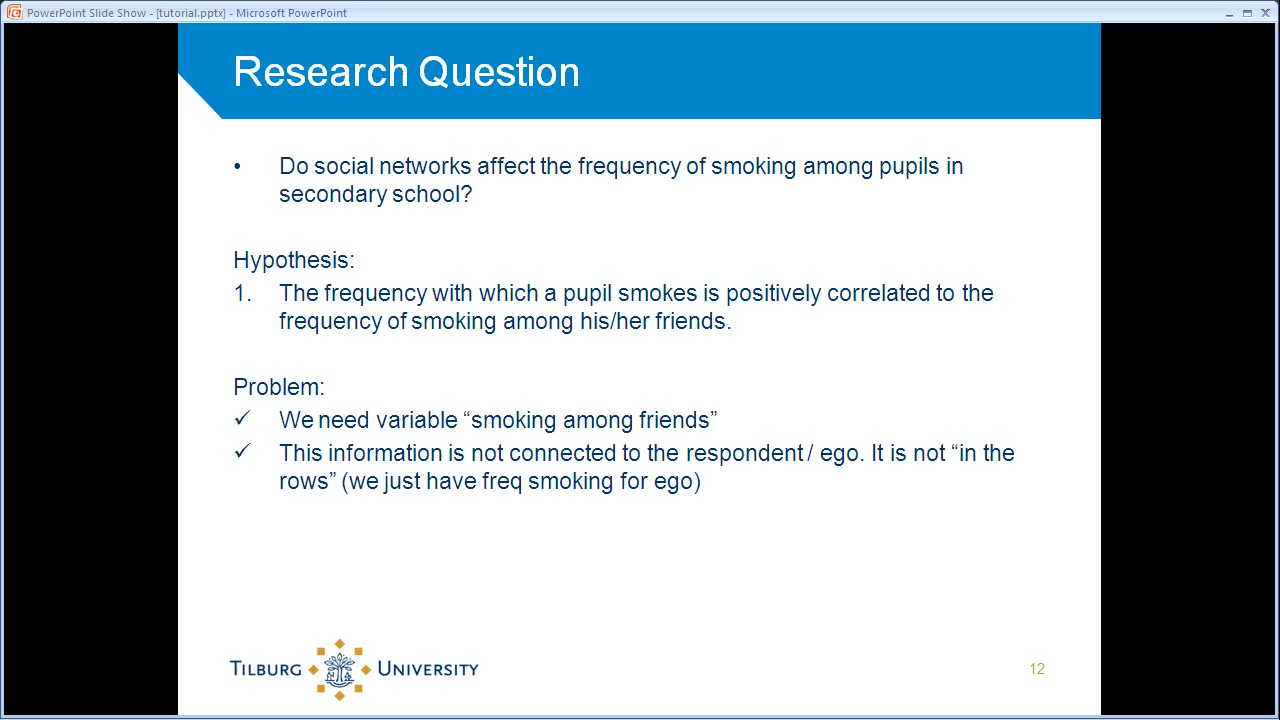 PowerPoint Slide Show - [tutorial.pptx] - Microsoft PowerPoint
Research Question
• Do social networks affect the frequency of smoking among pupils in
secondary school?
Hypothesis:
1. The frequency with which a pupil smokes is positively correlated to the
frequency of smoking among his/her friends.
Problem:
✓ We need variable “smoking among friends”
✓ This information is not connected to the respondent / ego. It is not “in the
rows” (we just have freq smoking for ego)
TILBURG UNIVERSITY
12